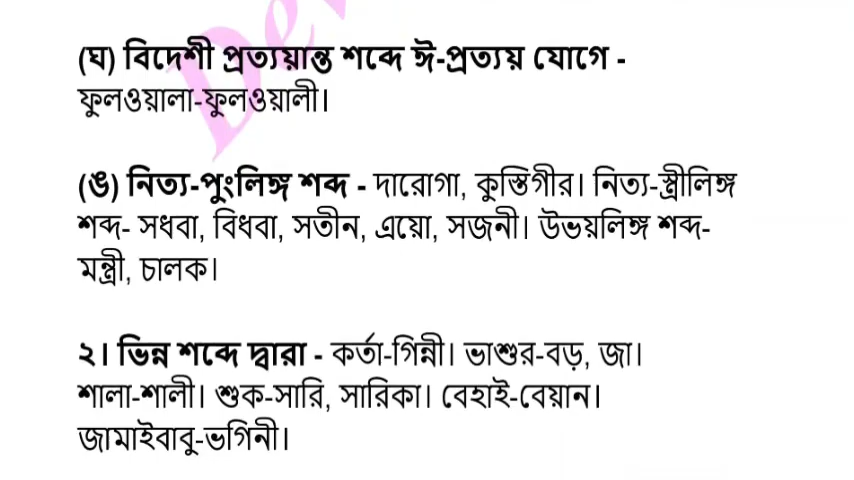 (ঘ) বিদেশী প্রত্যয়ান্ত শব্দে ঈ-প্রত্যয় যোগে -
ফুলওয়ালা-ফুলওয়ালী।
(ঙ) নিত্য-পুংলিঙ্গ শব্দ - দারোগা, কুস্তিগীর। নিত্য-স্ত্রীলিঙ্গ
শব্দ- সধবা, বিধবা, সতীন, এয়ো, সজনী। উভয়লিঙ্গ শব্দ-
মন্ত্রী, চালক।
২। ভিন্ন শব্দে দ্বারা - কর্তা-গিন্নী। ভাশুর-বড়, জা।
শালা-শালী। শুক-সারি, সারিকা। বেহাই-বেয়ান।
জামাইবাবু-ভগিনী।